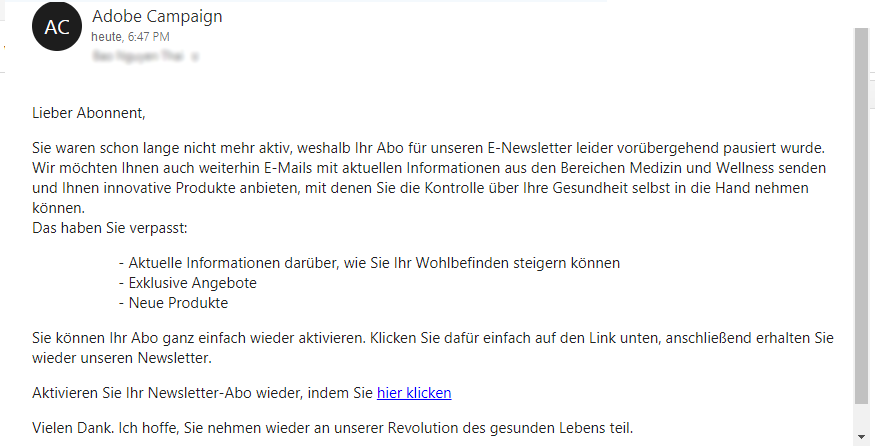 AC
Adobe Campaign
heute, 6:47 PM
Lieber Abonnent,
Sie waren schon lange nicht mehr aktiv, weshalb Ihr Abo für unseren E-Newsletter leider vorübergehend pausiert wurde.
Wir möchten Ihnen auch weiterhin E-Mails mit aktuellen Informationen aus den Bereichen Medizin und Wellness senden
und Ihnen innovative Produkte anbieten, mit denen Sie die Kontrolle über Ihre Gesundheit selbst in die Hand nehmen
können.
Das haben Sie verpasst:
- Aktuelle Informationen darüber, wie Sie Ihr Wohlbefinden steigern können
- Exklusive Angebote
- Neue Produkte
Sie können Ihr Abo ganz einfach wieder aktivieren. Klicken Sie dafür einfach auf den Link unten, anschließend erhalten Sie
wieder unseren Newsletter.
Aktivieren Sie Ihr Newsletter-Abo wieder, indem Sie hier klicken
Vielen Dank. Ich hoffe, Sie nehmen wieder an unserer Revolution des gesunden Lebens teil.